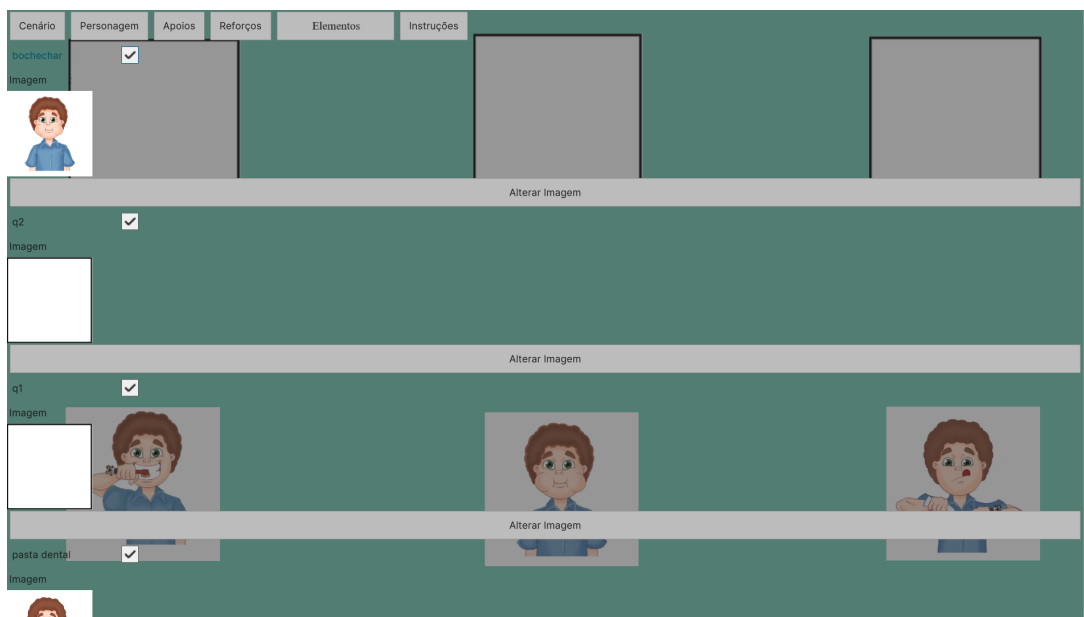 Cenário Personagem Apoios Reforços Elementos Instruções
bochechar
Imagem
Alterar Imagem
q2
Imagem
Alterar Imagem
q1
Imagem
Alterar Imagem
pasta dental
Imagem